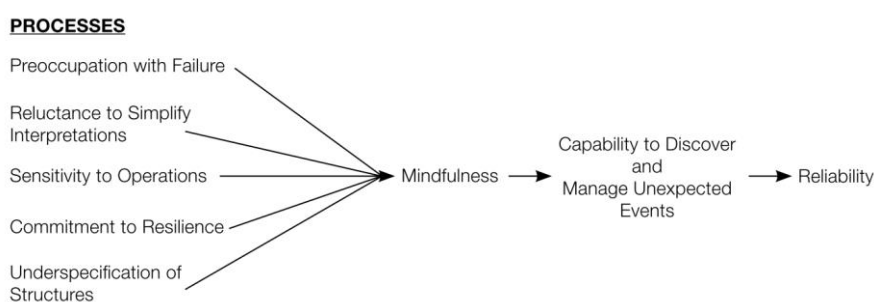 PROCESSES
Preoccupation with Failure
Reluctance to Simplify
Interpretations
Sensitivity to Operations
Commitment to Resilience
Underspecification of
Structures
Mindfulness
Capability to Discover
and
Manage Unexpected
Events
Reliability